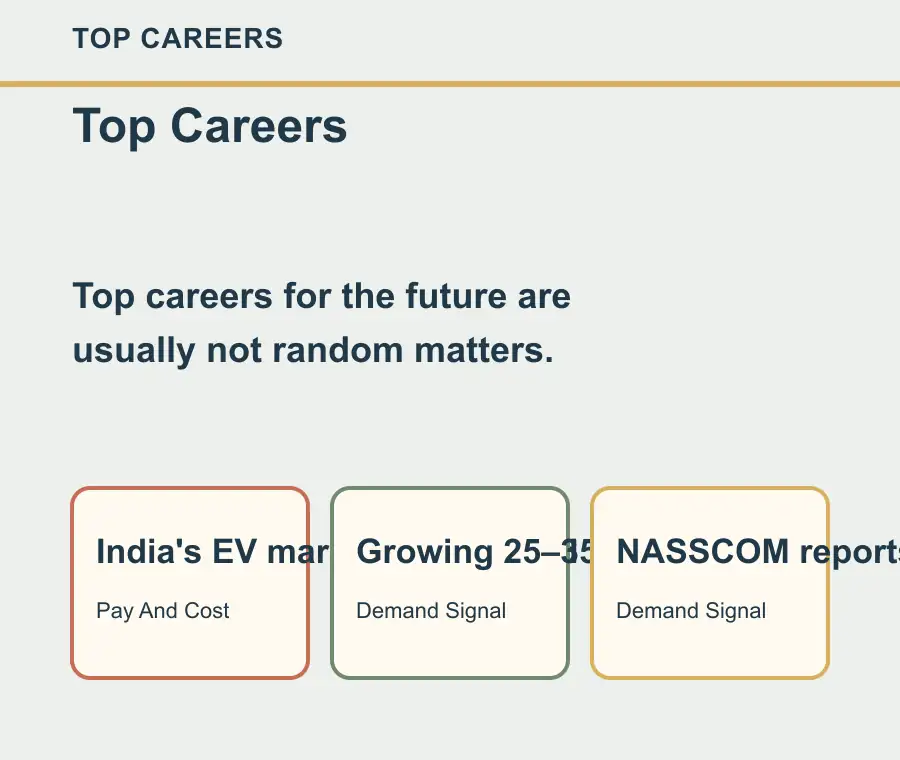 TOP CAREERS
Top Careers
Top careers for the future are
usually not random matters.
India's EV mar
Growing 25–35
NASSCOM reports
Pay And Cost
Demand Signal
Demand Signal